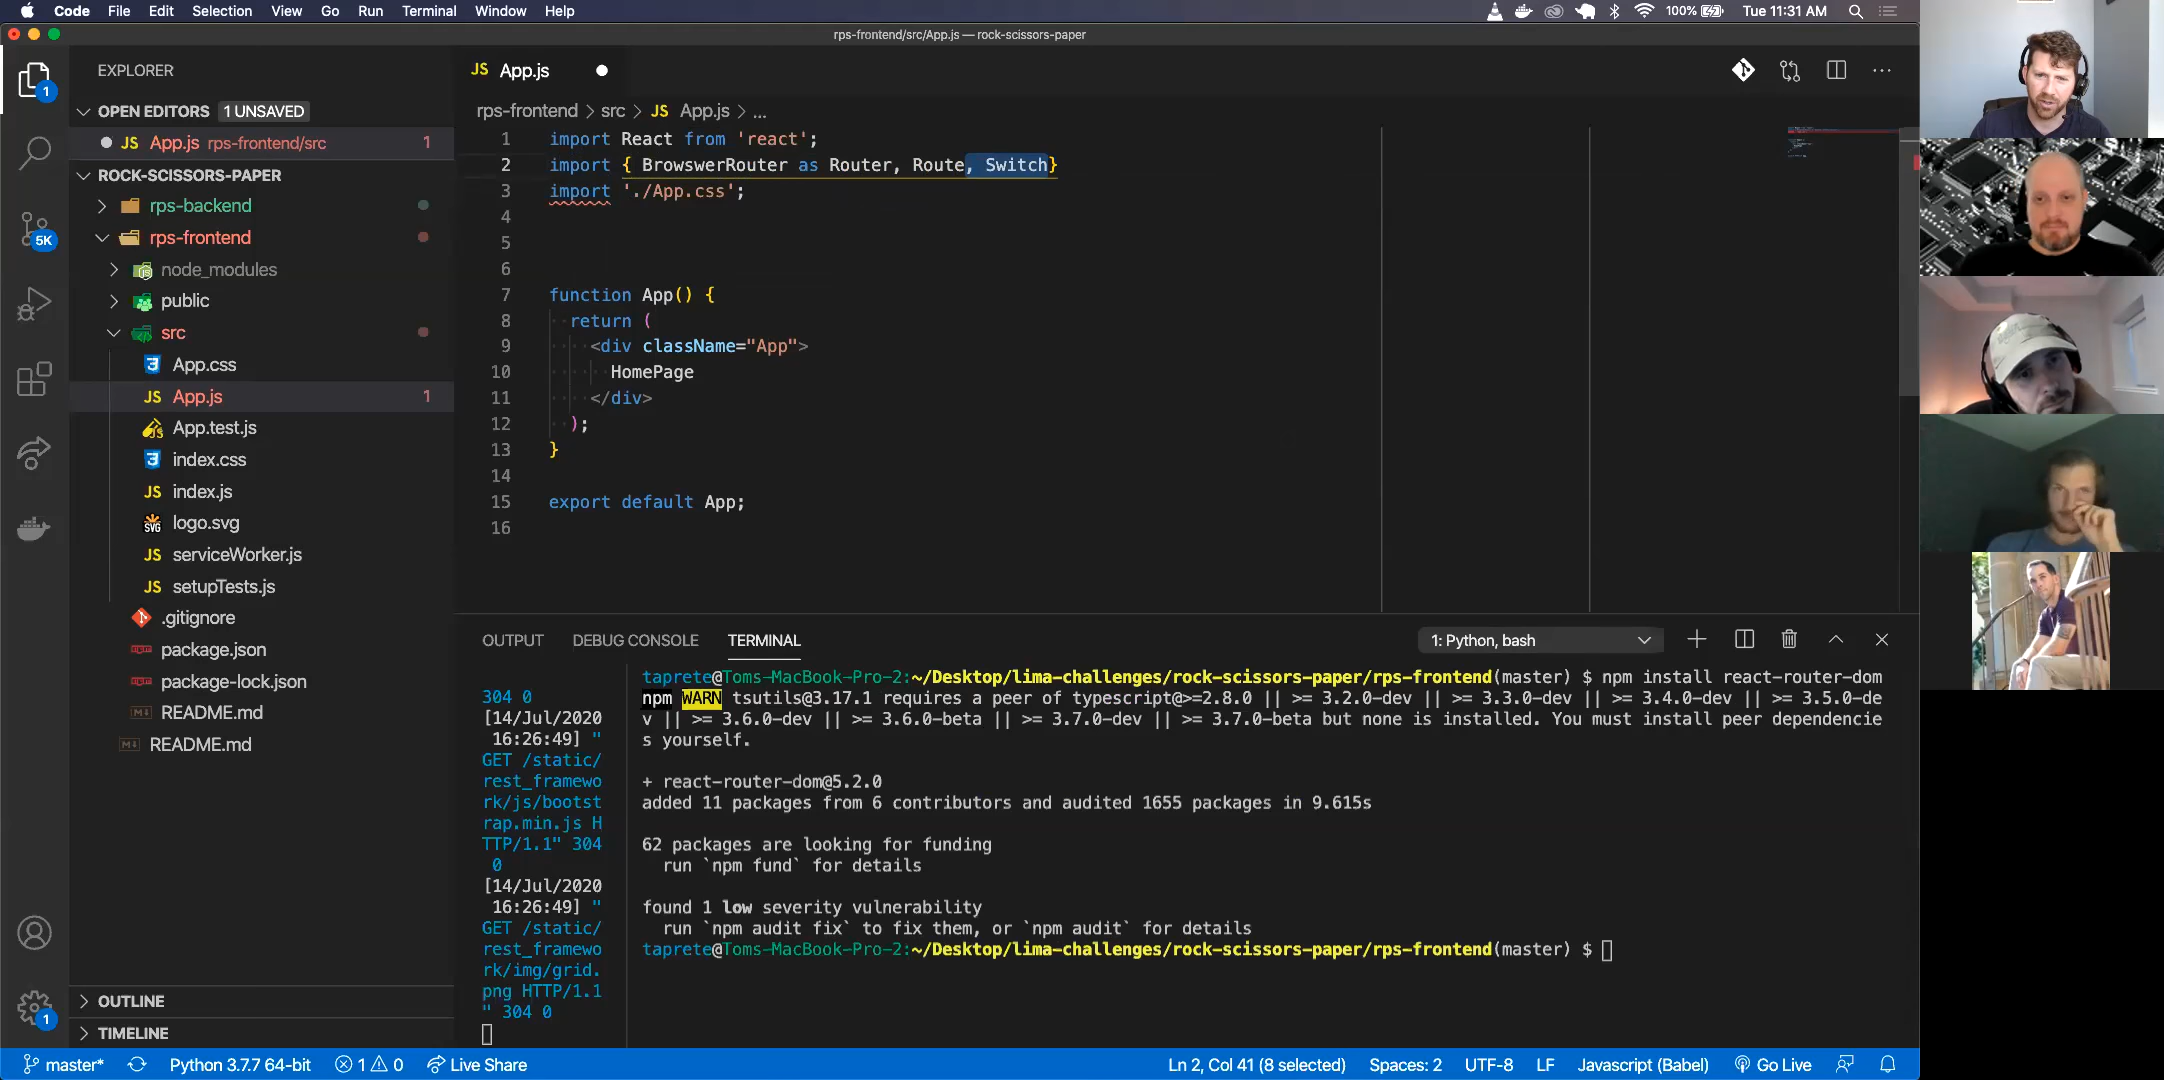 Code File Edit Selection View Go Run Terminal Window Help
100% Tue 11:31 AM
rps-frontend/src/App.js — rock-scissors-paper
EXPLORER
OPEN EDITORS 1 UNSAVED
JS App.js rps-frontend/src 1
ROCK-SCISSORS-PAPER
rps-backend
rps-frontend
node_modules
public
src
App.css
JS App.js 1
App.test.js
index.css
JS index.js
SVG logo.svg
JS serviceWorker.js
JS setupTests.js
.gitignore
package.json
package-lock.json
README.md
README.md
OUTLINE
TIMELINE
1
5K
1
JS App.js
rps-frontend > src > JS App.js > ...
1 import React from 'react';
2 import { BrowswerRouter as Router, Route, Switch}
3 import './App.css';
4
5
6
7 function App() {
8 return (
9 <div className="App">
10 HomePage
11 </div>
12 );
13 }
14
15 export default App;
16
OUTPUT DEBUG CONSOLE TERMINAL 1: Python, bash
304 0
[14/Jul/2020
16:26:49] "
GET /static/
rest_framewo
rk/js/bootst
rap.min.js H
TTP/1.1" 304
0
[14/Jul/2020
16:26:49] "
GET /static/
rest_framewo
rk/img/grid.
png HTTP/1.1
" 304 0
taprete@Toms-MacBook-Pro-2:~/Desktop/lima-challenges/rock-scissors-paper/rps-frontend(master) $ npm install react-router-dom
npm WARN tsutils@3.17.1 requires a peer of typescript@>=2.8.0 || >= 3.2.0-dev || >= 3.3.0-dev || >= 3.4.0-dev || >= 3.5.0-de
v || >= 3.6.0-dev || >= 3.6.0-beta || >= 3.7.0-dev || >= 3.7.0-beta but none is installed. You must install peer dependencie
s yourself.
+ react-router-dom@5.2.0
added 11 packages from 6 contributors and audited 1655 packages in 9.615s
62 packages are looking for funding
run `npm fund` for details
found 1 low severity vulnerability
run `npm audit fix` to fix them, or `npm audit` for details
taprete@Toms-MacBook-Pro-2:~/Desktop/lima-challenges/rock-scissors-paper/rps-frontend(master) $
master* Python 3.7.7 64-bit 1 0 Live Share Ln 2, Col 41 (8 selected) Spaces: 2 UTF-8 LF Javascript (Babel) Go Live